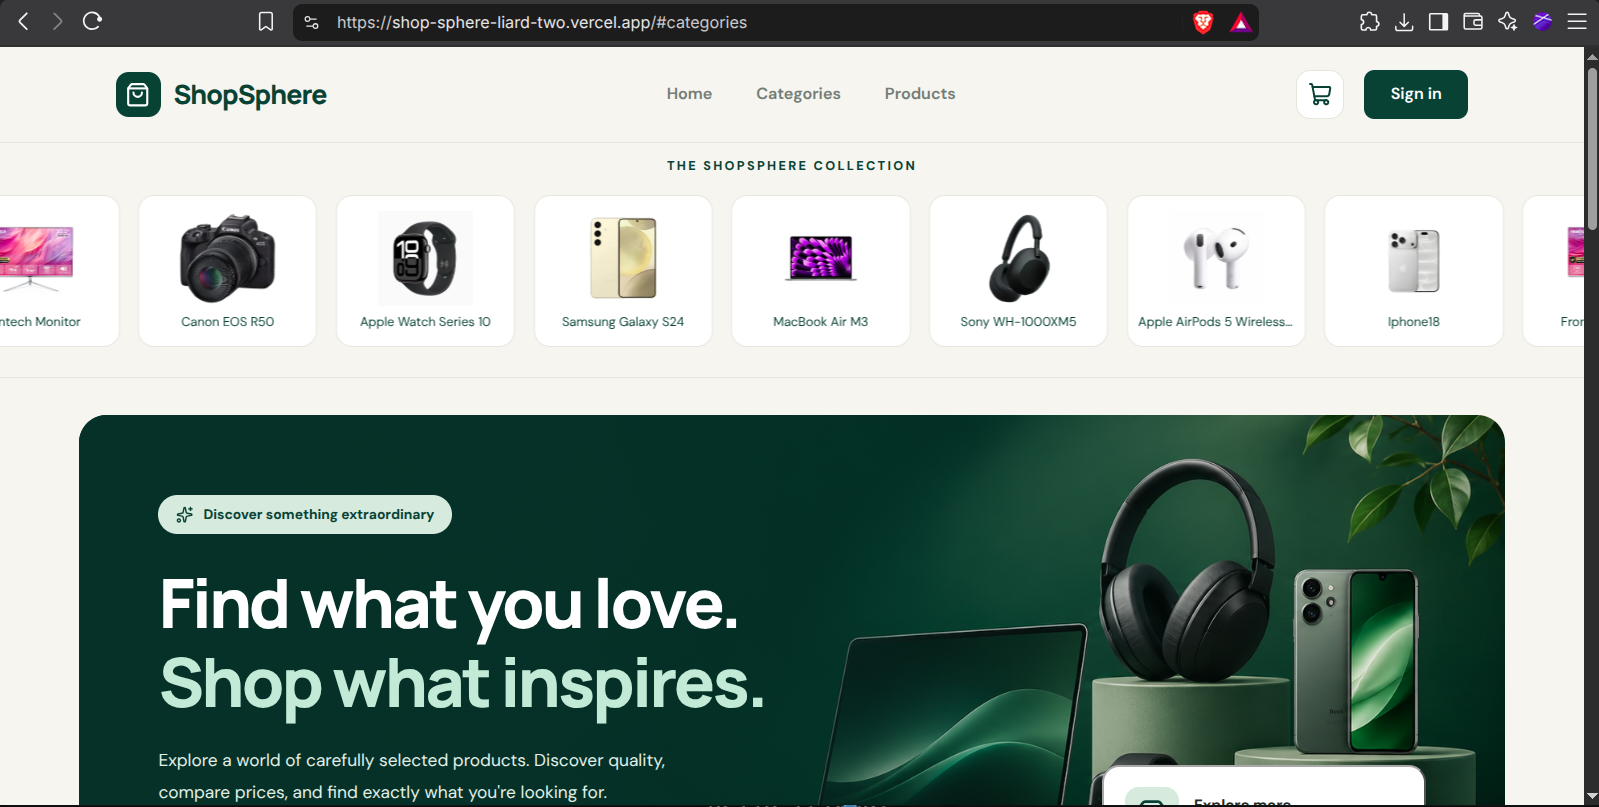 https://shop-sphere-liard-two.vercel.app/#categories
ShopSphere
Home
Categories
Products
Sign in
THE SHOPSPHERE COLLECTION
ntech Monitor
Canon EOS R50
Apple Watch Series 10
Samsung Galaxy S24
MacBook Air M3
Sony WH-1000XM5
Apple AirPods 5 Wireless...
Iphone18
Fror
Discover something extraordinary
Find what you love.
Shop what inspires.
Explore a world of carefully selected products. Discover quality,
compare prices, and find exactly what you're looking for.
Explore more